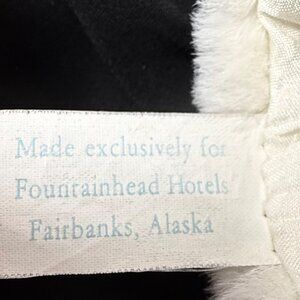 Made exclusively for
Fountainhead Hotels
Fairbanks, Alaska